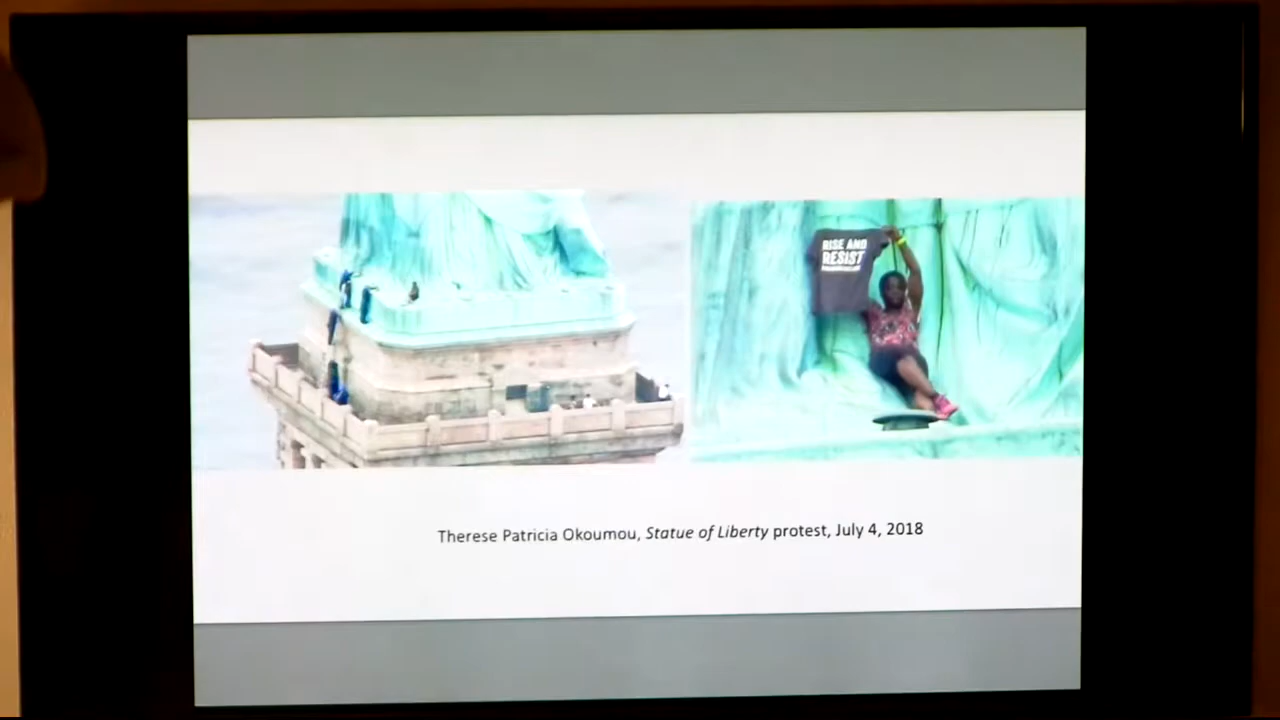 RISE AND
RESIST
Therese Patricia Okoumou, Statue of Liberty protest, July 4, 2018